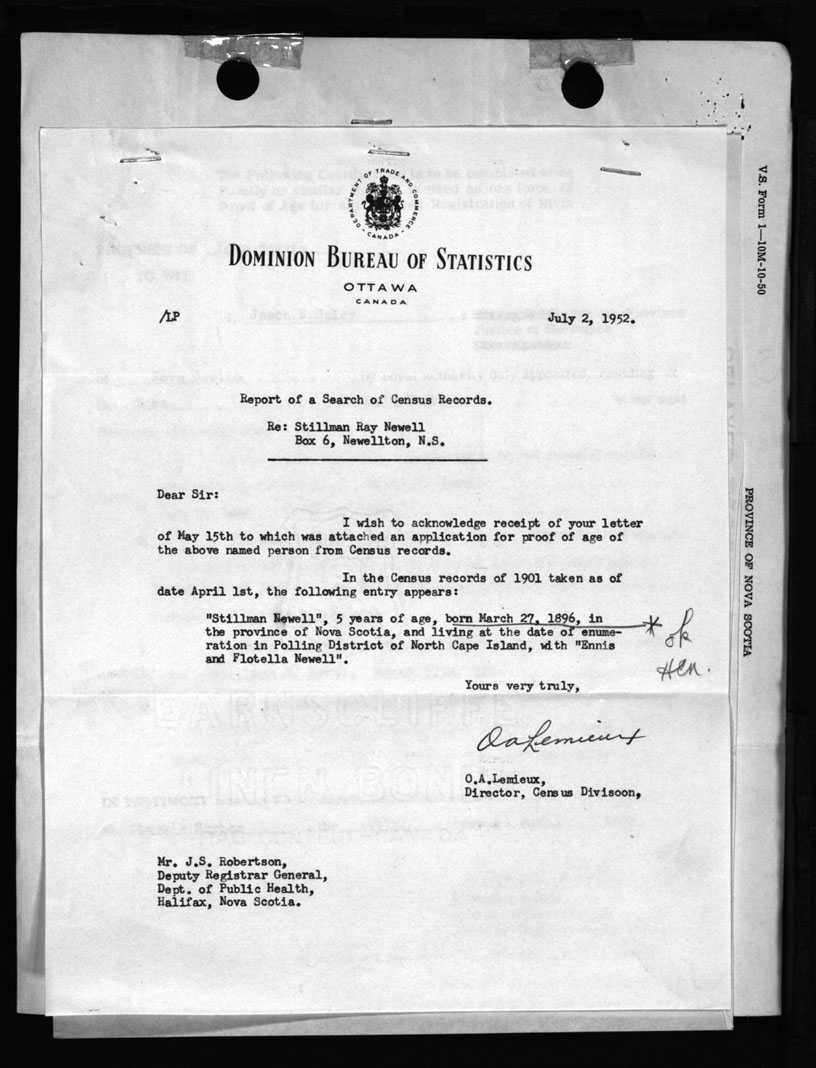 DEPARTMENT OF TRADE AND COMMERCE
- CANADA -
DOMINION BUREAU OF STATISTICS
OTTAWA
CANADA
/LP
July 2, 1952.
Report of a Search of Census Records.
Re: Stillman Ray Newell
Box 6, Newellton, N.S.
Dear Sir:
I wish to acknowledge receipt of your letter
of May 15th to which was attached an application for proof of age of
the above named person from Census records.
In the Census records of 1901 taken as of
date April 1st, the following entry appears:
"Stillman Newell", 5 years of age, born March 27, 1896, in
the province of Nova Scotia, and living at the date of enume-
ration in Polling District of North Cape Island, with "Ennis
and Flotella Newell".
* ok
Yours very truly,
OaLemieux
O.A.Lemieux,
Director, Census Divisoon,
Mr. J.S. Robertson,
Deputy Registrar General,
Dept. of Public Health,
Halifax, Nova Scotia.
V.S. Form 1—10M-10-50
PROVINCE OF NOVA SCOTIA